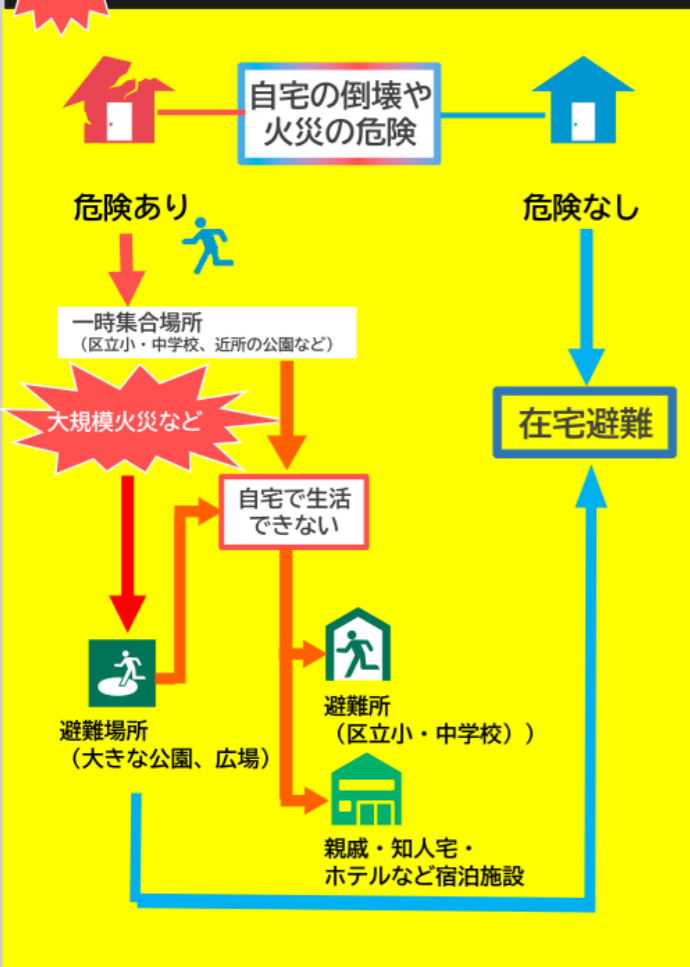 自宅の倒壊や
火災の危険
危険あり
危険なし
一時集合場所
（区立小・中学校、近所の公園など）
大規模火災など
在宅避難
自宅で生活
できない
避難場所
（大きな公園、広場）
避難所
（区立小・中学校））
親戚・知人宅・
ホテルなど宿泊施設